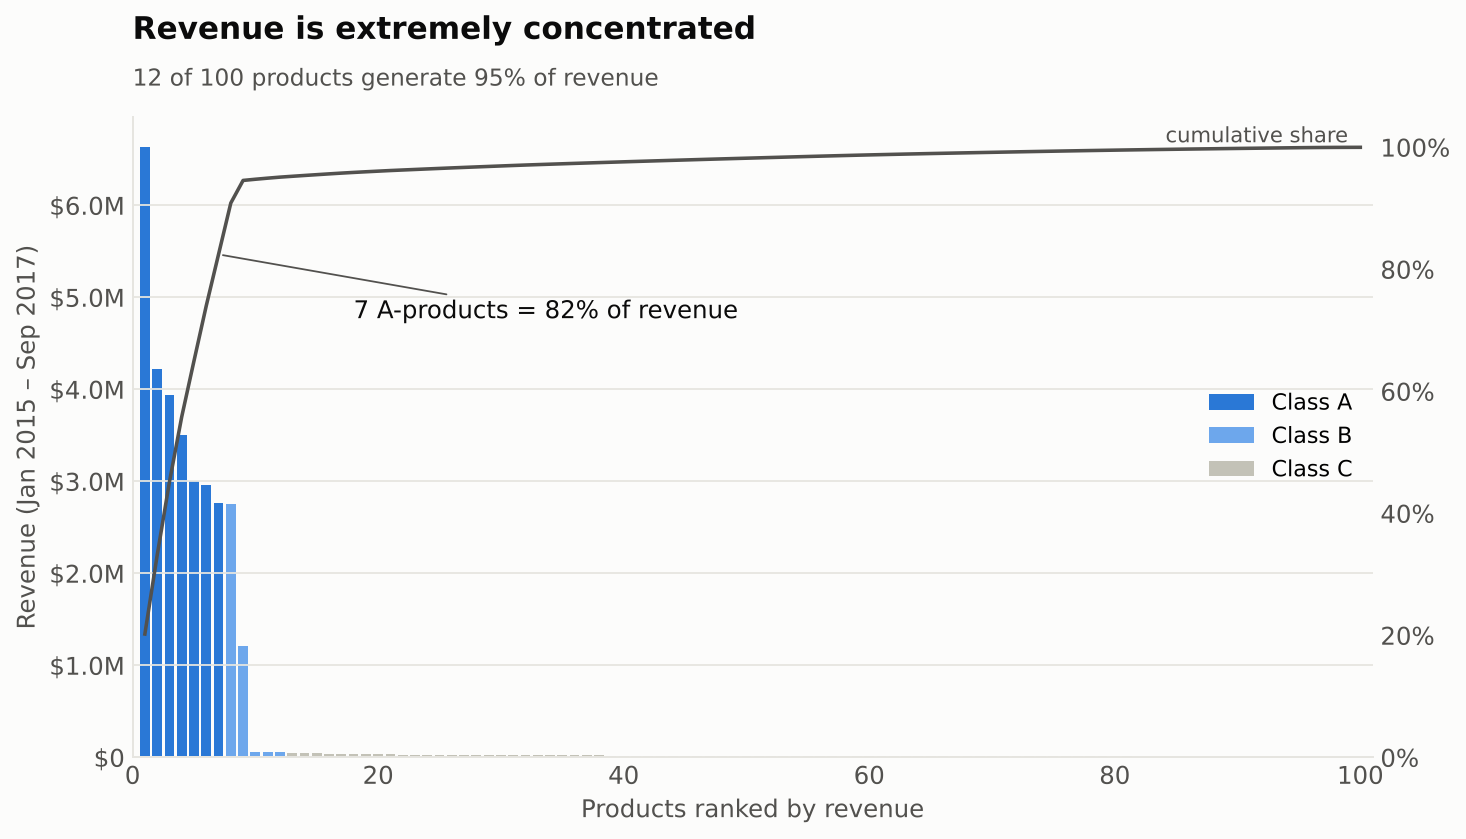 Revenue is extremely concentrated
12 of 100 products generate 95% of revenue
cumulative share
100%
$6.0M
80%
$5.0M
7 A-products = 82% of revenue
$4.0M
60%
Class A
Class B
Class C
$3.0M
40%
$2.0M
20%
$1.0M
$0
0%
Revenue (Jan 2015 – Sep 2017)
0 20 40 60 80 100
Products ranked by revenue